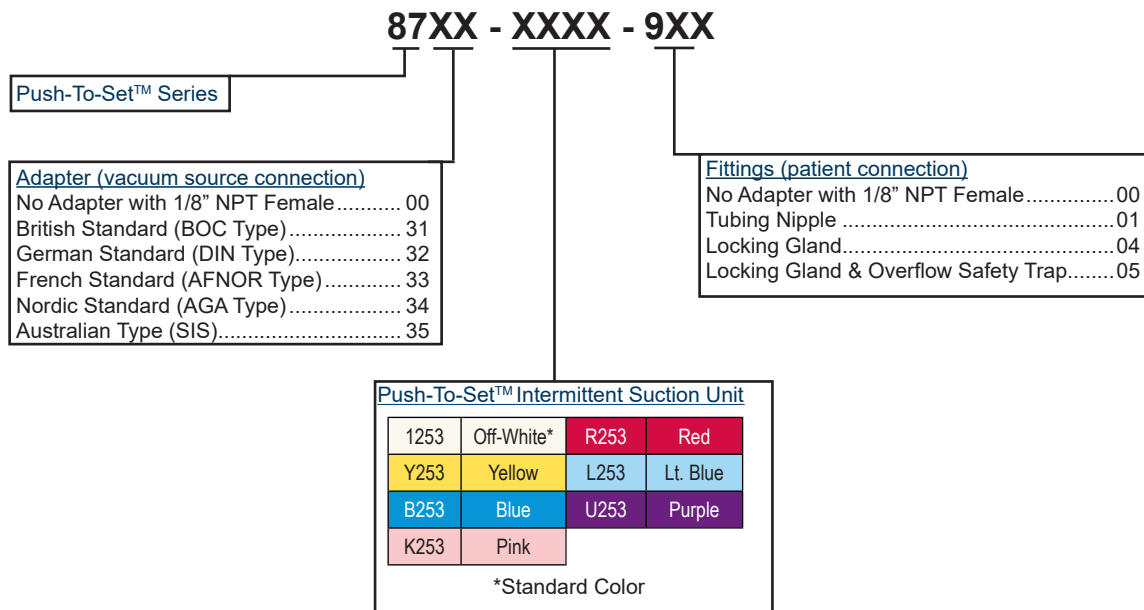 87XX - XXXX - 9XX
Push-To-Set™ Series
Adapter (vacuum source connection)
No Adapter with 1/8” NPT Female........... 00
British Standard (BOC Type)................... 31
German Standard (DIN Type).................. 32
French Standard (AFNOR Type)............. 33
Nordic Standard (AGA Type)................... 34
Australian Type (SIS)............................... 35
Fittings (patient connection)
No Adapter with 1/8” NPT Female..............00
Tubing Nipple ..............................................01
Locking Gland..............................................04
Locking Gland & Overflow Safety Trap.......05
Push-To-Set™ Intermittent Suction Unit
1253 Off-White* R253 Red
Y253 Yellow L253 Lt. Blue
B253 Blue U253 Purple
K253 Pink
*Standard Color